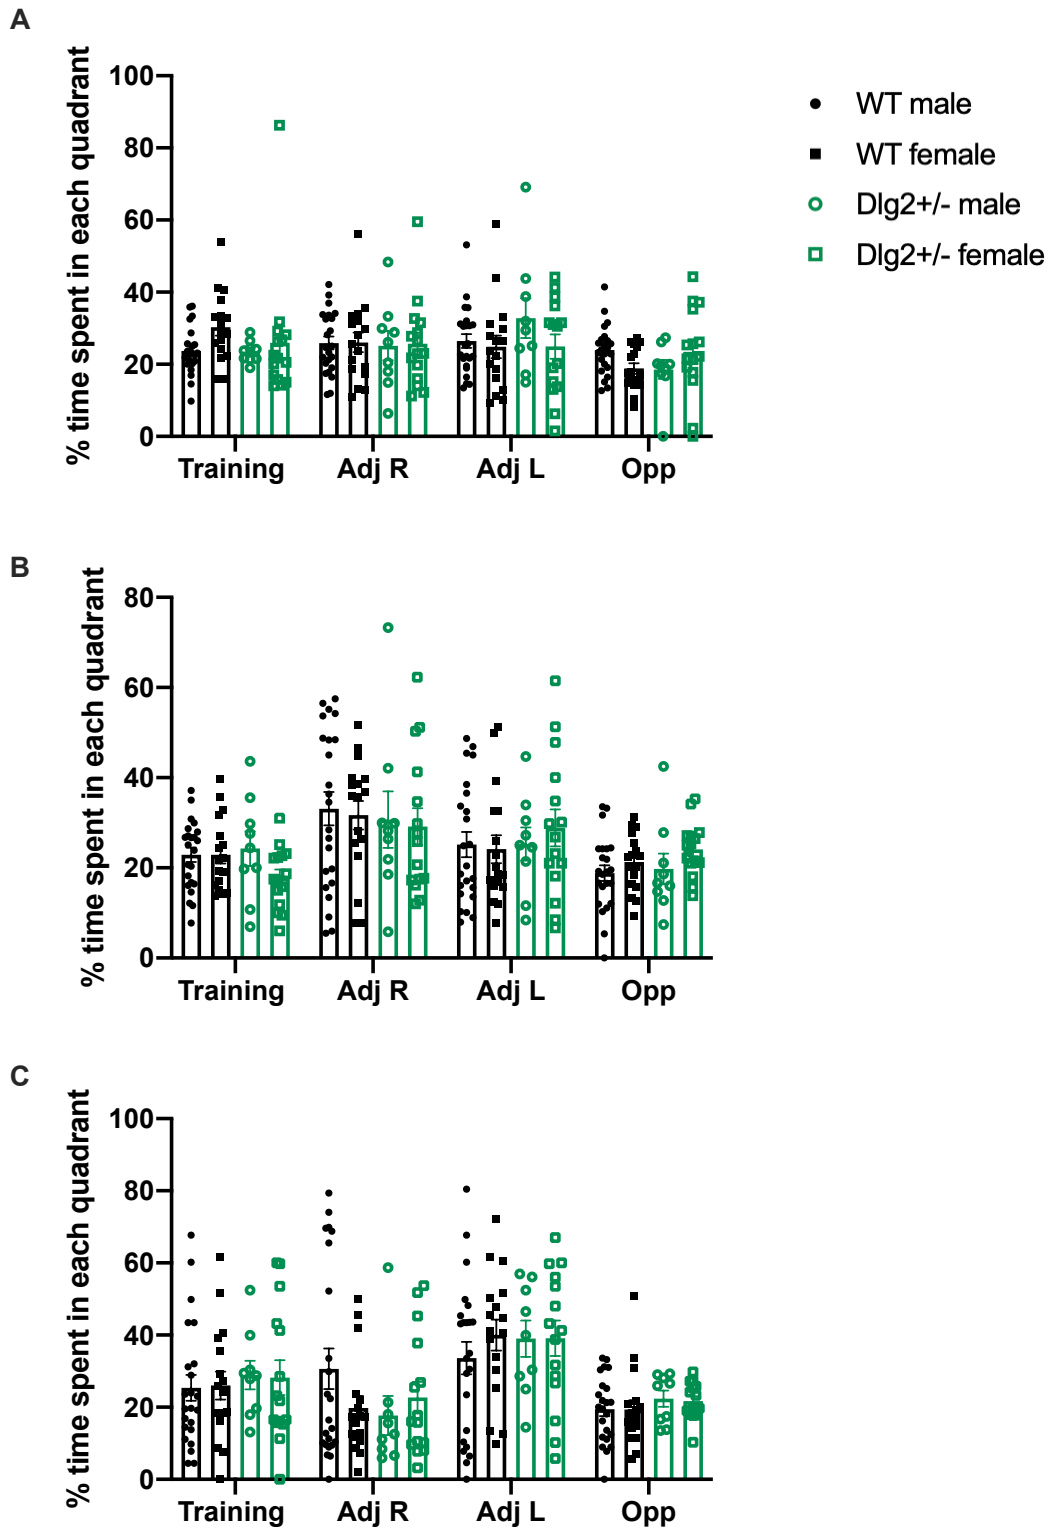 A
% time spent in each quadrant
100
80
60
40
20
0
Training Adj R Adj L Opp
WT male
WT female
Dlg2+/- male
Dlg2+/- female
B
% time spent in each quadrant
80
60
40
20
0
Training Adj R Adj L Opp
C
% time spent in each quadrant
100
80
60
40
20
0
Training Adj R Adj L Opp